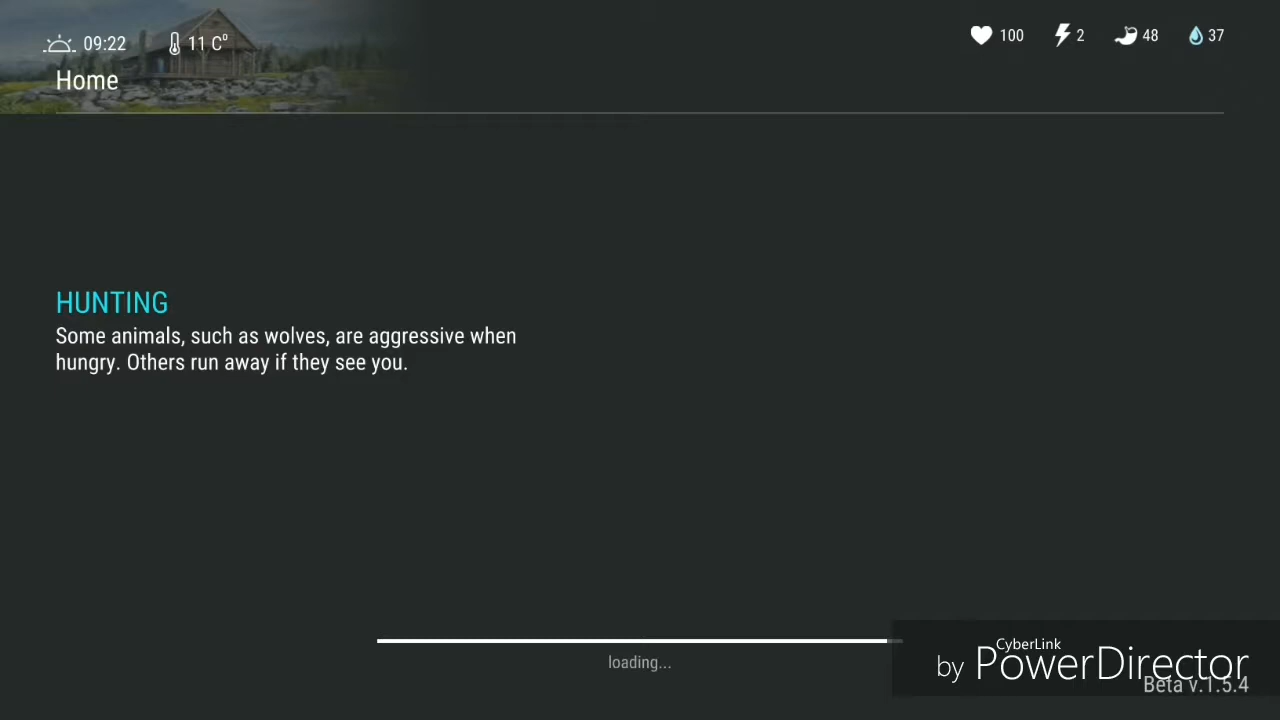 09:22 11 C°
100 2 48 37
Home
HUNTING
Some animals, such as wolves, are aggressive when
hungry. Others run away if they see you.
loading...
CyberLink
by PowerDirector
Beta v.1.5.4